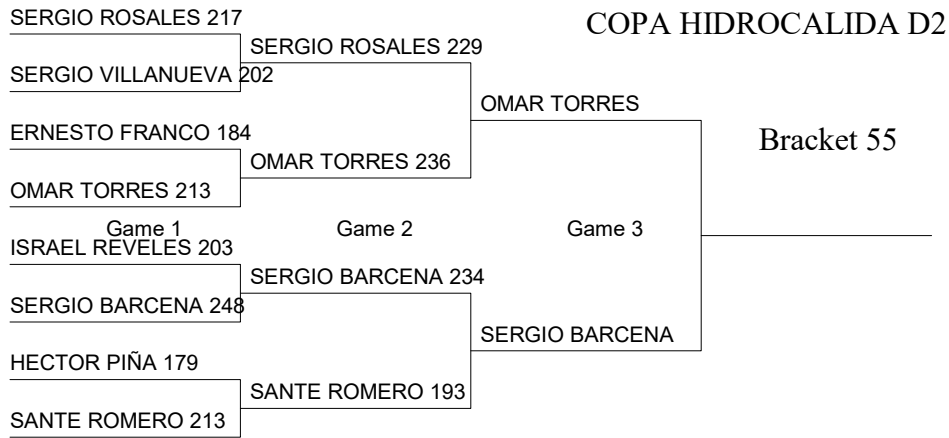 COPA HIDROCALIDA D2
Bracket 55
SERGIO ROSALES 217
SERGIO VILLANUEVA 202
ERNESTO FRANCO 184
OMAR TORRES 213
Game 1
ISRAEL REVELES 203
SERGIO BARCENA 248
HECTOR PIÑA 179
SANTE ROMERO 213
SERGIO ROSALES 229
OMAR TORRES 236
Game 2
SERGIO BARCENA 234
SANTE ROMERO 193
OMAR TORRES
Game 3
SERGIO BARCENA